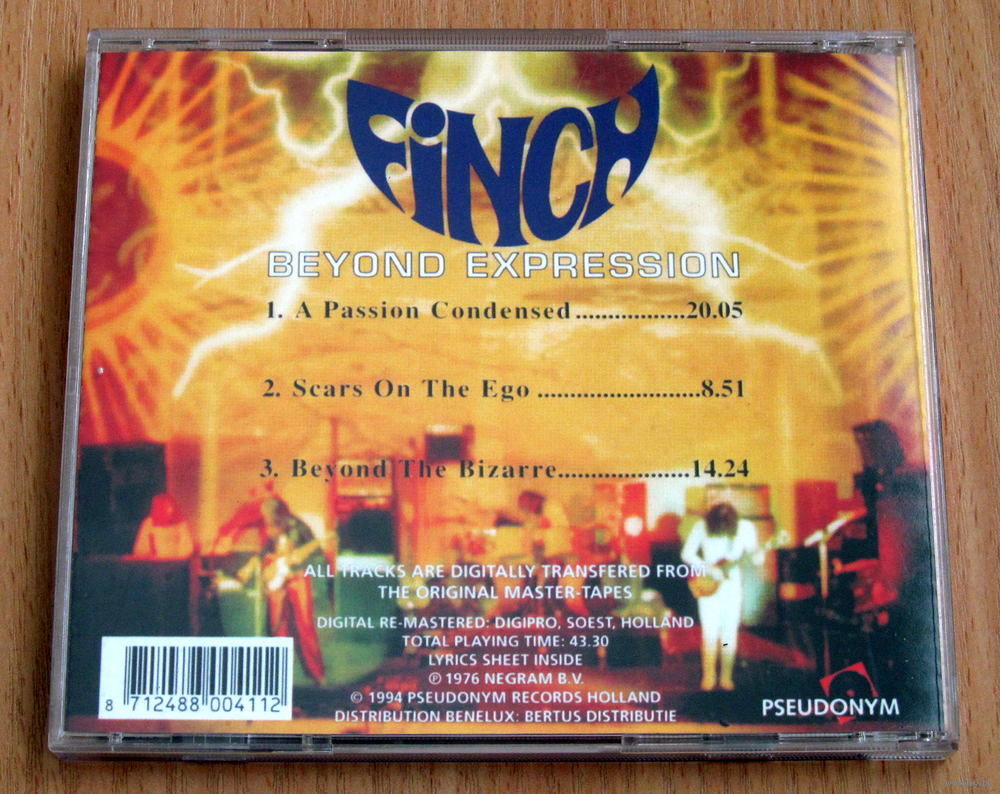 FiNCH
BEYOND EXPRESSION
1. A Passion Condensed.................20.05
2. Scars On The Ego .........................8.51
3. Beyond The Bizarre....................14.24
ALL TRACKS ARE DIGITALLY TRANSFERED FROM
THE ORIGINAL MASTER-TAPES
DIGITAL RE-MASTERED: DIGIPRO, SOEST, HOLLAND
TOTAL PLAYING TIME: 43.30
LYRICS SHEET INSIDE
℗ 1976 NEGRAM B.V.
© 1994 PSEUDONYM RECORDS HOLLAND
DISTRIBUTION BENELUX: BERTUS DISTRIBUTIE
8 712488 004112
PSEUDONYM